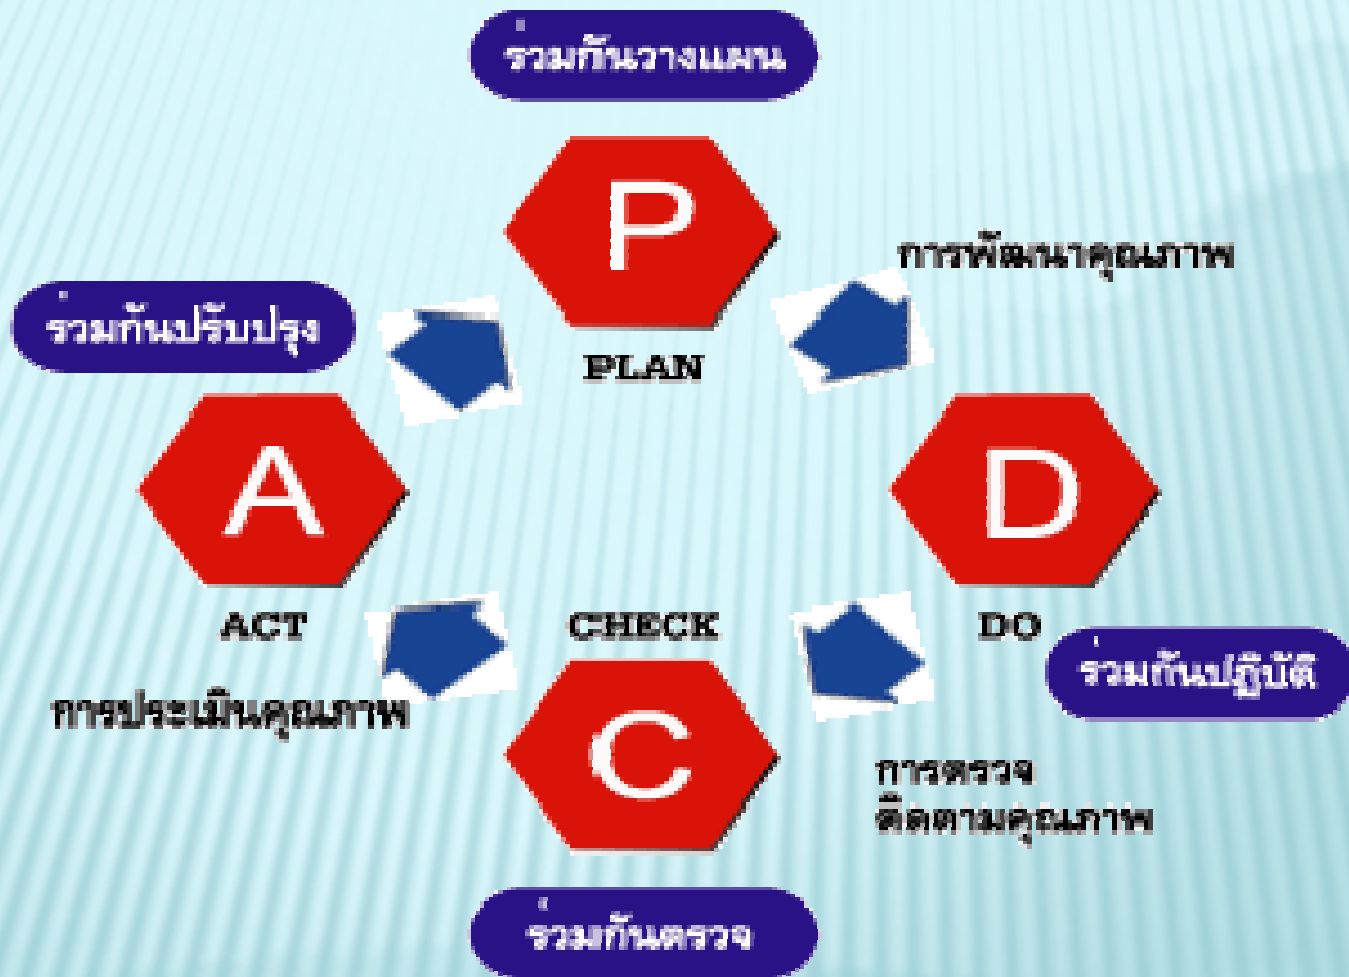 ร่วมกันวางแผน
P
การพัฒนาคุณภาพ
ร่วมกันปรับปรุง
PLAN
A
D
ACT
CHECK
DO
ร่วมกันปฏิบัติ
การประเมินคุณภาพ
C
การตรวจ
ติดตามคุณภาพ
ร่วมกันตรวจ